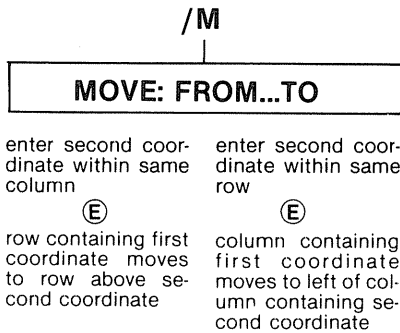 /M
MOVE: FROM...TO
enter second coor-
dinate within same
column
Ⓔ
row containing first
coordinate moves
to row above se-
cond coordinate
enter second coor-
dinate within same
row
Ⓔ
column containing
first coordinate
moves to left of col-
umn containing se-
cond coordinate